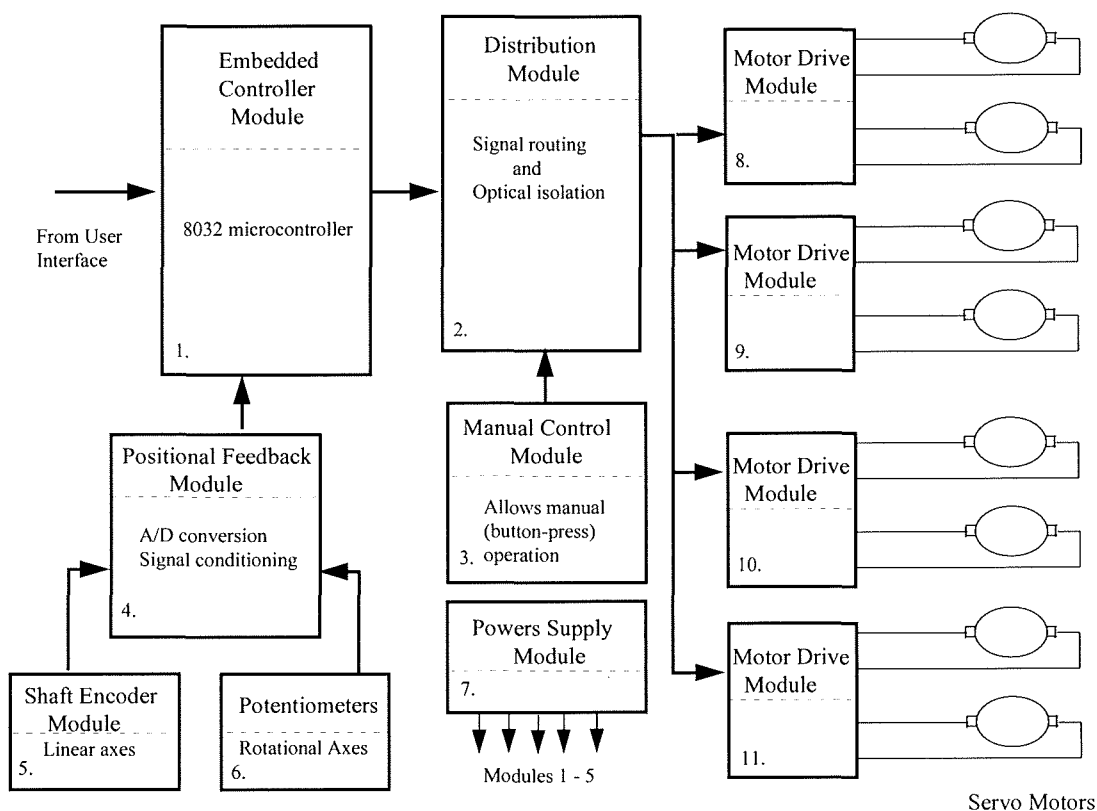 Embedded
Controller
Module
8032 microcontroller
1.
From User
Interface
Distribution
Module
Signal routing
and
Optical isolation
2.
Manual Control
Module
Allows manual
(button-press)
operation
3.
Positional Feedback
Module
A/D conversion
Signal conditioning
4.
Shaft Encoder
Module
Linear axes
5.
Potentiometers
Rotational Axes
6.
Powers Supply
Module
7.
Modules 1 - 5
Motor Drive
Module
8.
Motor Drive
Module
9.
Motor Drive
Module
10.
Motor Drive
Module
11.
Servo Motors